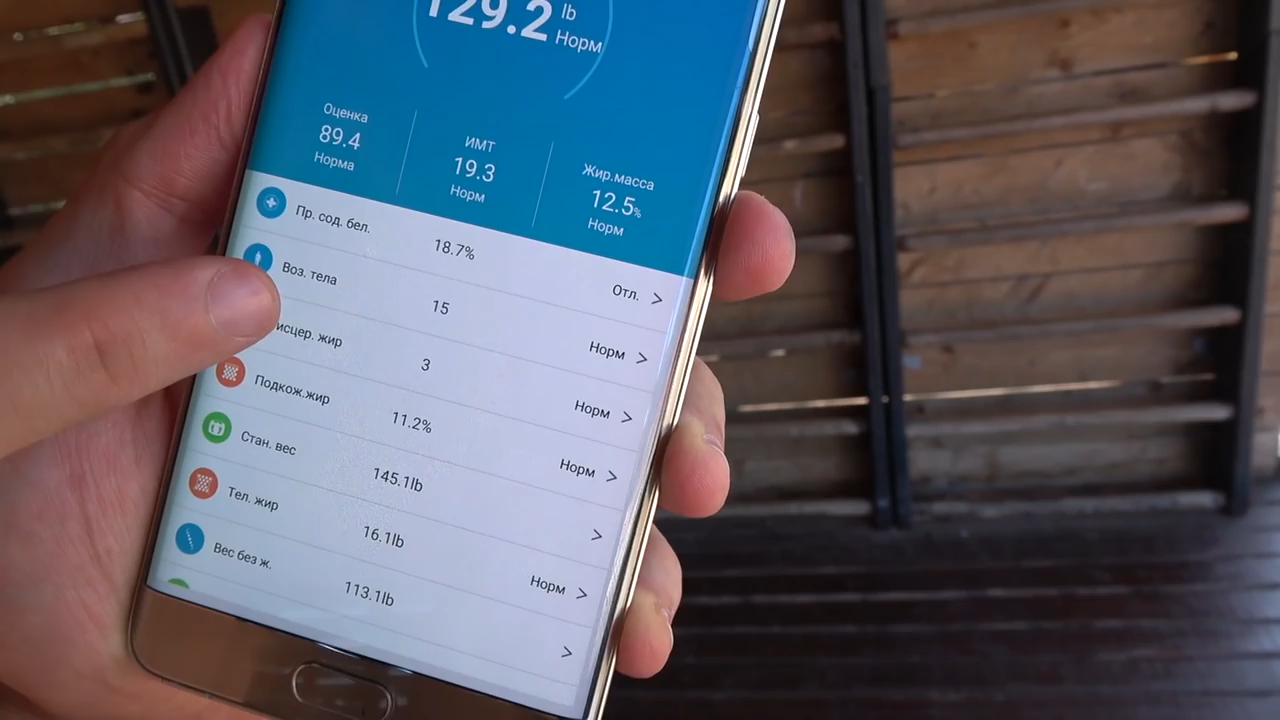 129.2 lb
Норм
Оценка
89.4
Норма
ИМТ
19.3
Норм
Жир.масса
12.5%
Норм
Пр. сод. бел. 18.7% Отл. >
Воз. тела 15 Норм >
исцер. жир 3 Норм >
Подкож.жир 11.2% Норм >
Стан. вес 145.1lb >
Тел. жир 16.1lb Норм >
Вес без ж. 113.1lb >